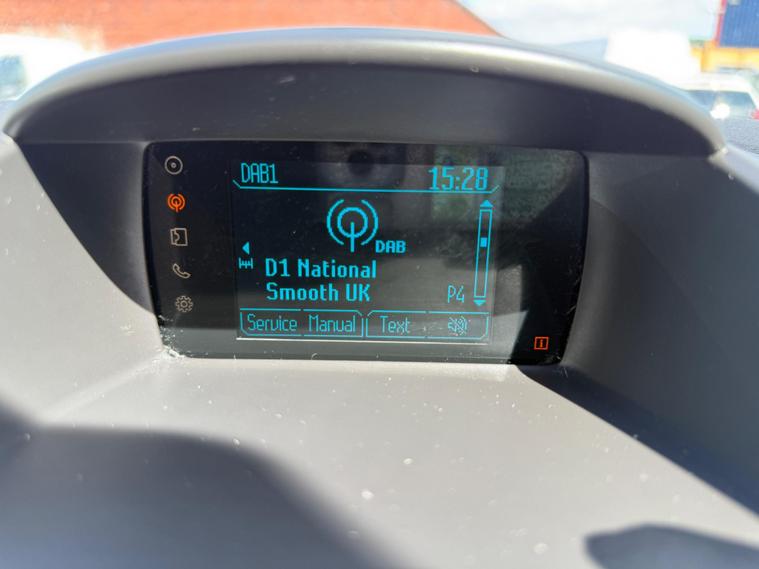 DAB1 15:28
DAB
D1 National
Smooth UK P4
Service Manual Text